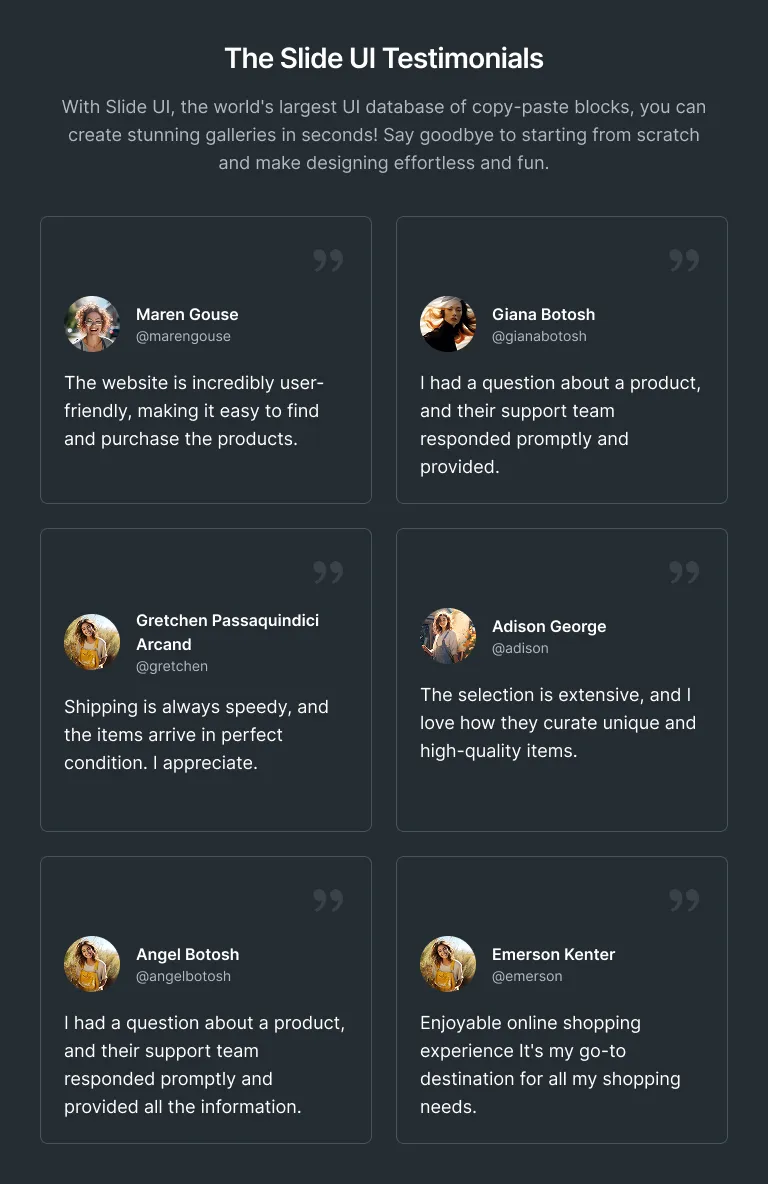 The Slide UI Testimonials
With Slide UI, the world's largest UI database of copy-paste blocks, you can
create stunning galleries in seconds! Say goodbye to starting from scratch
and make designing effortless and fun.
Maren Gouse
@marengouse
The website is incredibly user-
friendly, making it easy to find
and purchase the products.
Giana Botosh
@gianabotosh
I had a question about a product,
and their support team
responded promptly and
provided.
Gretchen Passaquindici
Arcand
@gretchen
Shipping is always speedy, and
the items arrive in perfect
condition. I appreciate.
Adison George
@adison
The selection is extensive, and I
love how they curate unique and
high-quality items.
Angel Botosh
@angelbotosh
I had a question about a product,
and their support team
responded promptly and
provided all the information.
Emerson Kenter
@emerson
Enjoyable online shopping
experience It's my go-to
destination for all my shopping
needs.